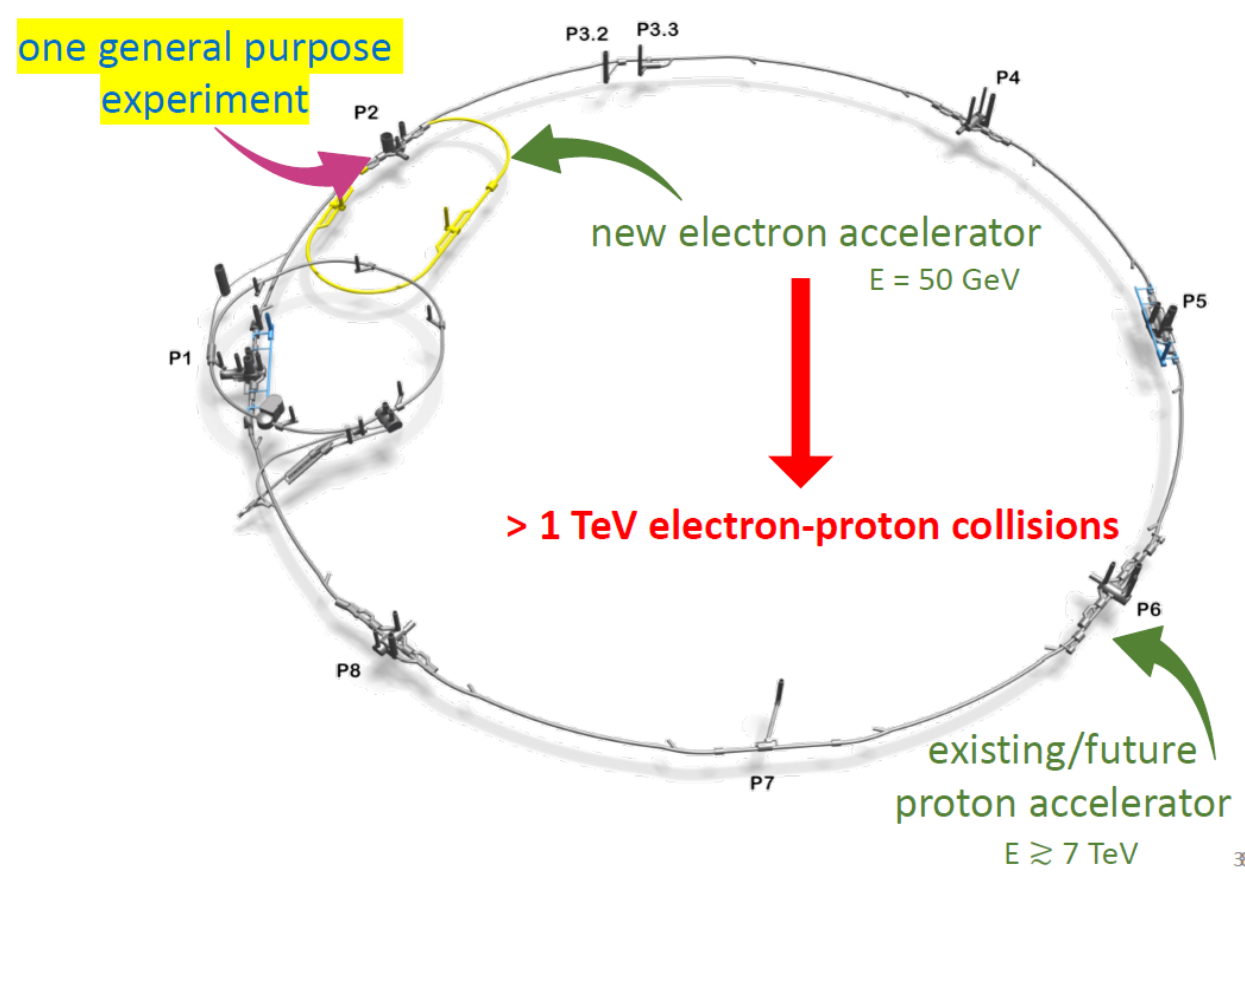 one general purpose
experiment
P3.2
P3.3
P2
P4
new electron accelerator
E = 50 GeV
P5
P1
> 1 TeV electron-proton collisions
P6
P8
existing/future
proton accelerator
P7
E ≳ 7 TeV